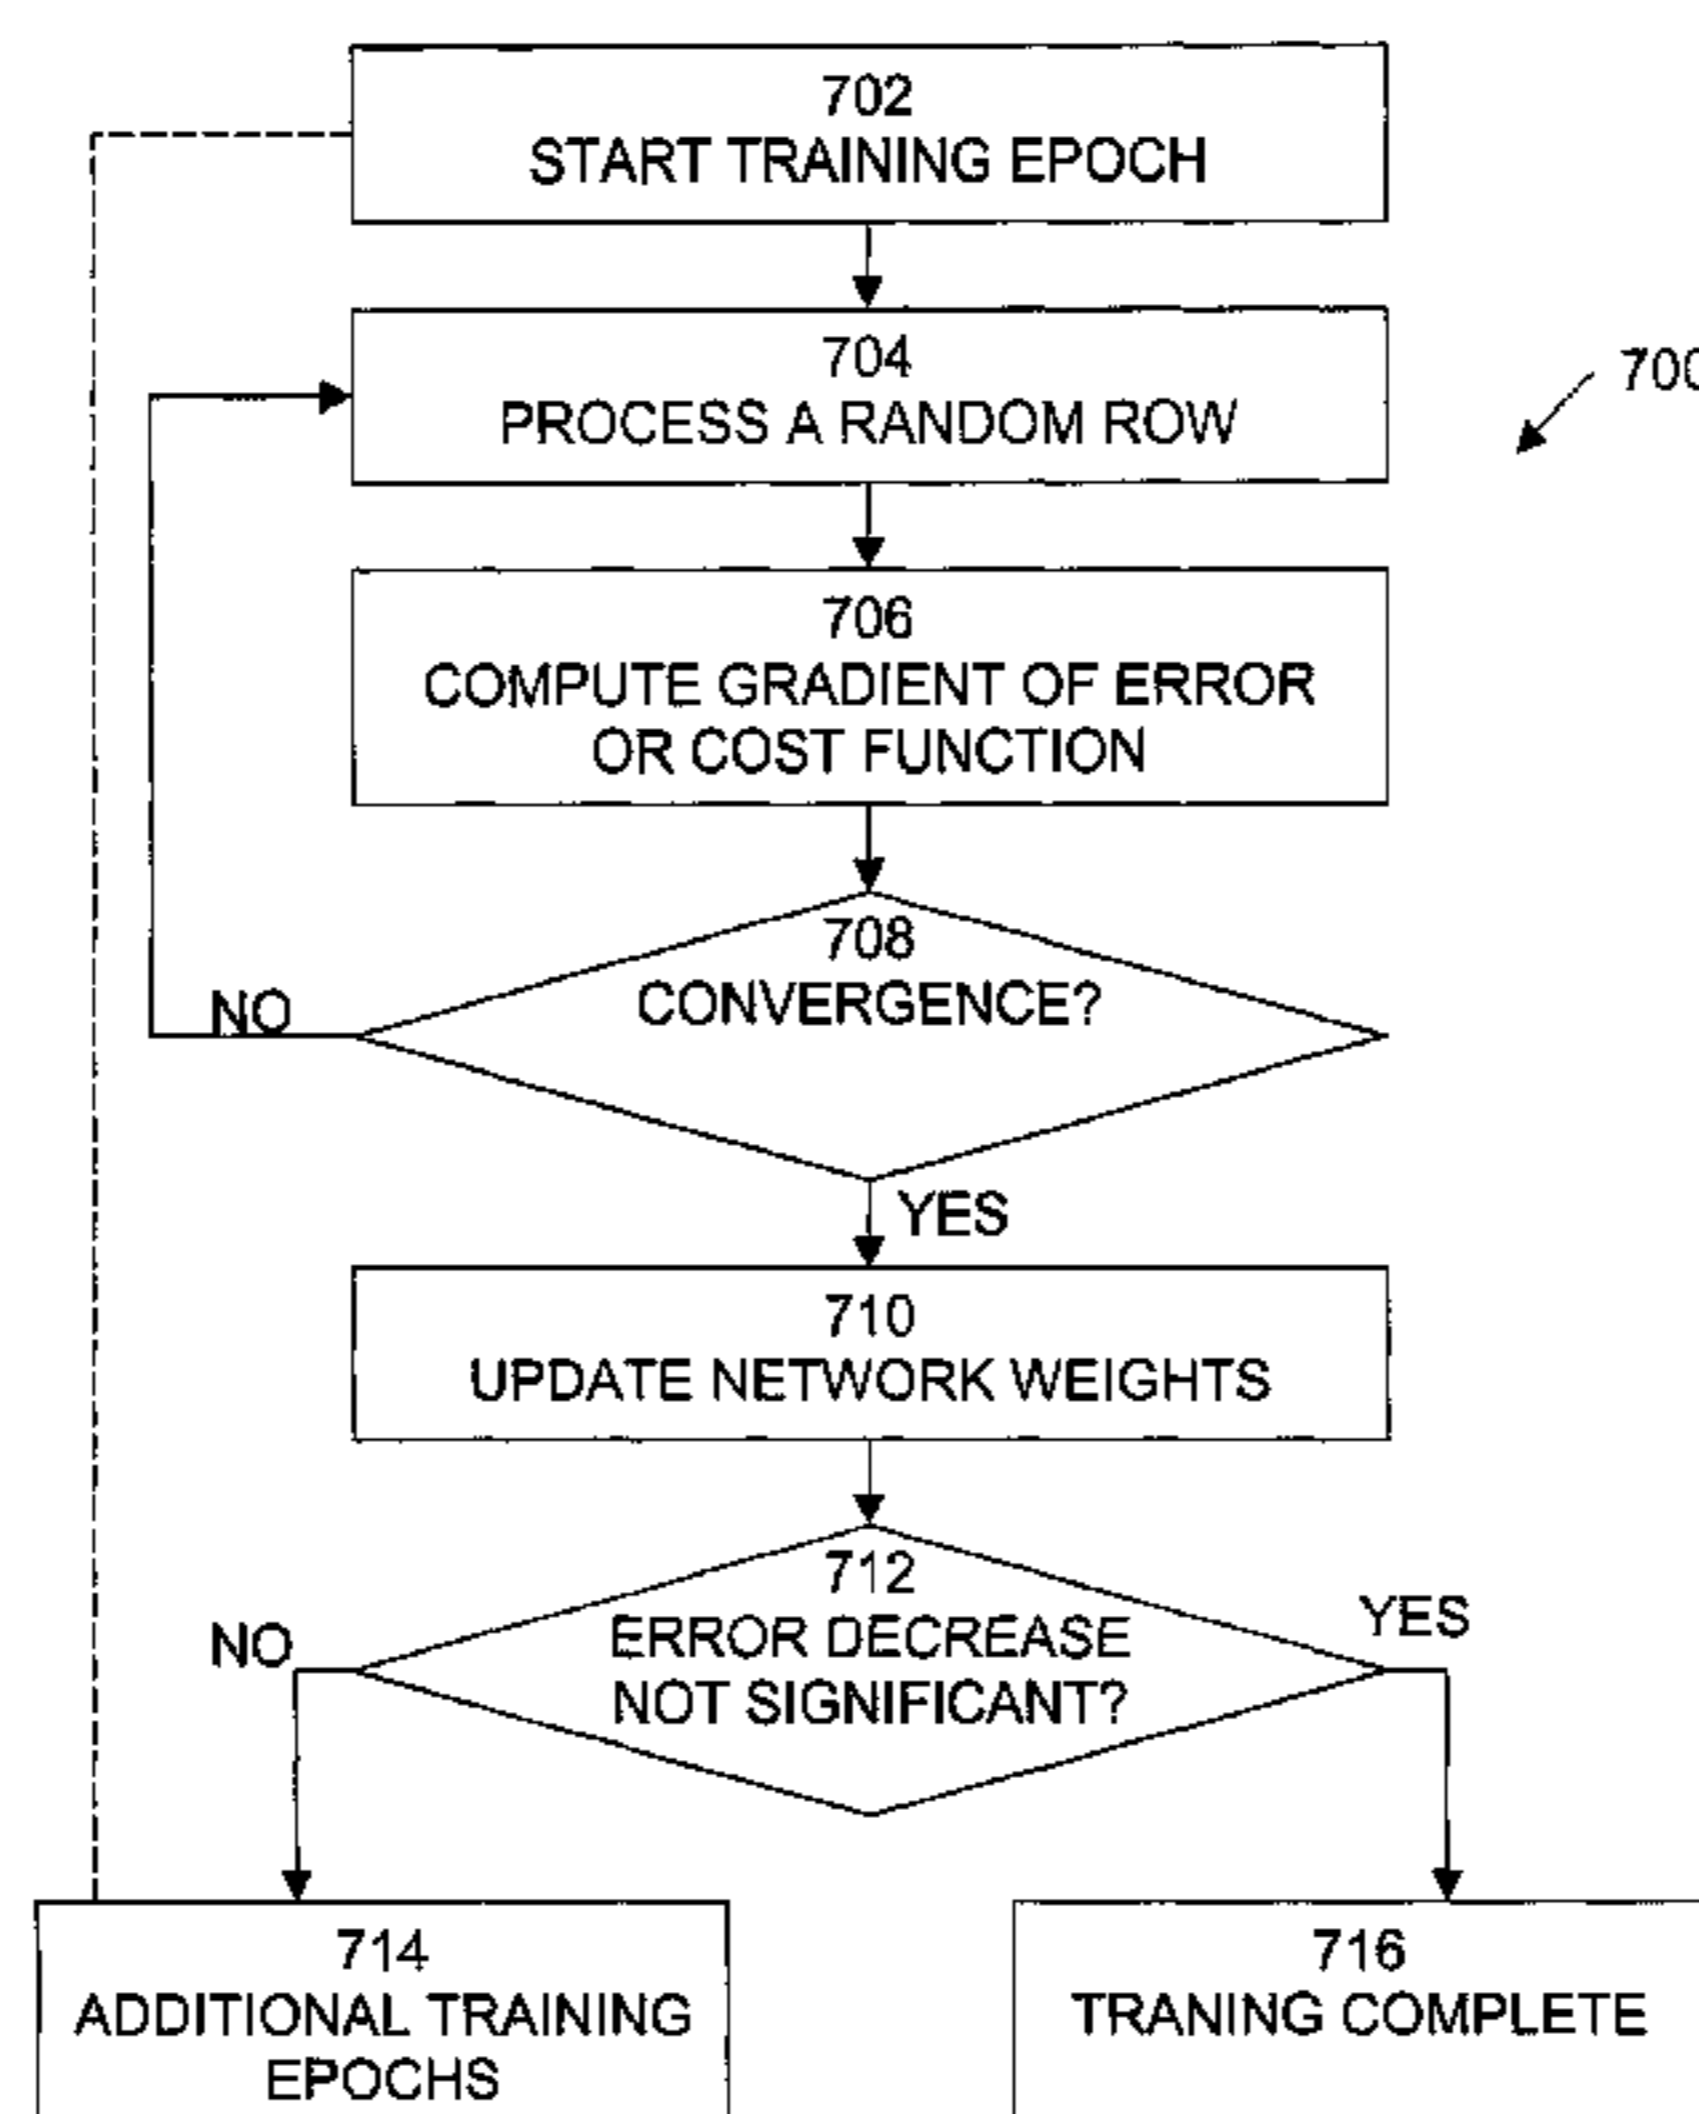 702
START TRAINING EPOCH
704
PROCESS A RANDOM ROW
700
706
COMPUTE GRADIENT OF ERROR
OR COST FUNCTION
708
CONVERGENCE?
NO
YES
710
UPDATE NETWORK WEIGHTS
712
ERROR DECREASE
NOT SIGNIFICANT?
NO
YES
714
ADDITIONAL TRAINING
EPOCHS
716
TRANING COMPLETE